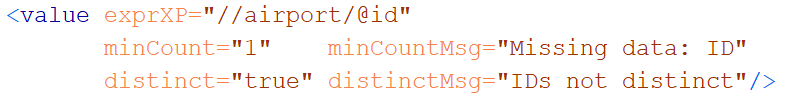 <value exprXP="//airport/@id"
minCount="1" minCountMsg="Missing data: ID"
distinct="true" distinctMsg="IDs not distinct"/>